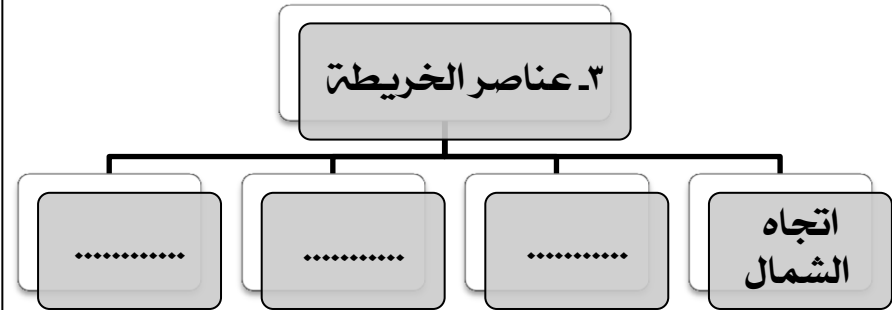 ٣ـ عناصر الخريطة
اتجاه
الشمال
...........
...........
............